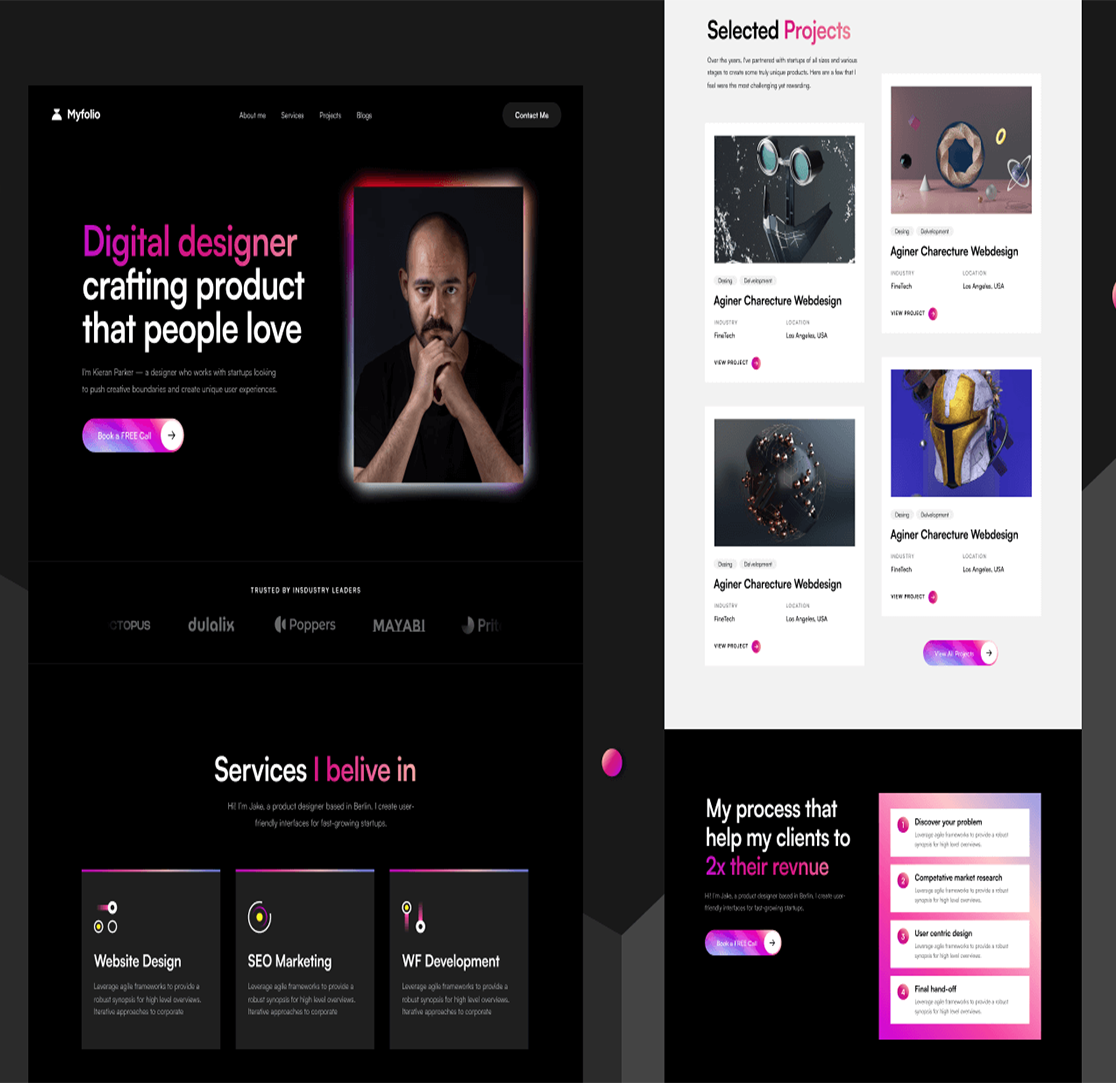 Myfolio
About me Services Projects Blogs
Contact Me
Digital designer
crafting product
that people love
I'm Kieran Parker — a designer who works with startups looking
to push creative boundaries and create unique user experiences.
Book a FREE Call
TRUSTED BY INSDUSTRY LEADERS
CTOPUS dulalix Poppers MAYABI Prit
Services I belive in
Hi! I'm Jake, a product designer based in Berlin. I create user-
friendly interfaces for fast-growing startups.
Website Design
Leverage agile frameworks to provide a
robust synopsis for high level overviews.
Iterative approaches to corporate
SEO Marketing
Leverage agile frameworks to provide a
robust synopsis for high level overviews.
Iterative approaches to corporate
WF Development
Leverage agile frameworks to provide a
robust synopsis for high level overviews.
Iterative approaches to corporate
Selected Projects
Over the years, I've partnered with startups of all sizes and various
stages to create some truly unique products. Here are a few that I
feel were the most challenging yet rewarding.
Desing Development
Aginer Charecture Webdesign
INDUSTRY LOCATION
FineTech Los Angeles, USA
VIEW PROJECT
Desing Development
Aginer Charecture Webdesign
INDUSTRY LOCATION
FineTech Los Angeles, USA
VIEW PROJECT
Desing Development
Aginer Charecture Webdesign
INDUSTRY LOCATION
FineTech Los Angeles, USA
VIEW PROJECT
Desing Development
Aginer Charecture Webdesign
INDUSTRY LOCATION
FineTech Los Angeles, USA
VIEW PROJECT
View All Projects
My process that
help my clients to
2x their revnue
Hi! I'm Jake, a product designer based in Berlin. I create user-
friendly interfaces for fast-growing startups.
Book a FREE Call
1 Discover your problem
Leverage agile frameworks to provide a robust
synopsis for high level overviews.
2 Competative market research
Leverage agile frameworks to provide a robust
synopsis for high level overviews.
3 User centric design
Leverage agile frameworks to provide a robust
synopsis for high level overviews.
4 Final hand-off
Leverage agile frameworks to provide a robust
synopsis for high level overviews.